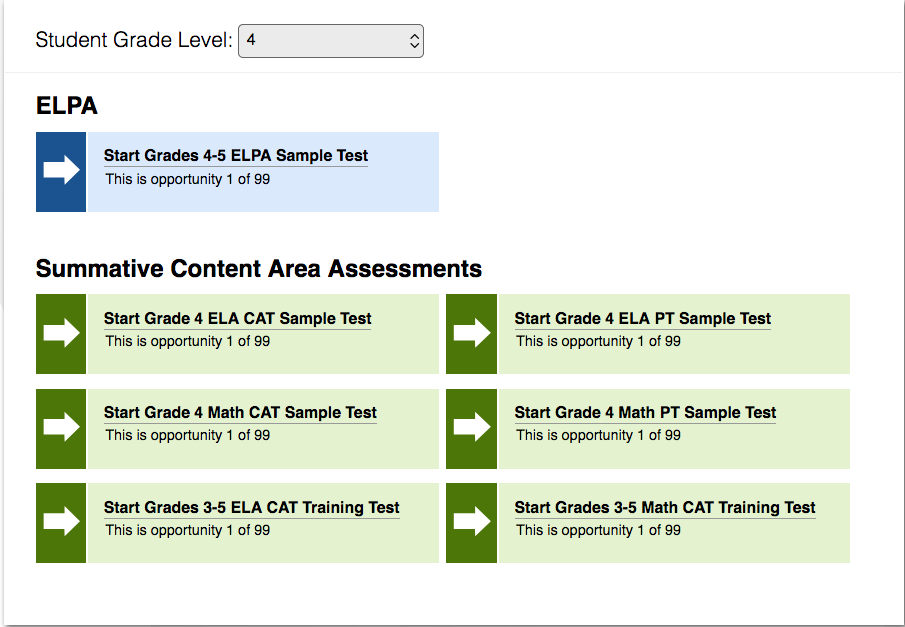 Student Grade Level: 4
ELPA
Start Grades 4-5 ELPA Sample Test
This is opportunity 1 of 99
Summative Content Area Assessments
Start Grade 4 ELA CAT Sample Test
This is opportunity 1 of 99
Start Grade 4 ELA PT Sample Test
This is opportunity 1 of 99
Start Grade 4 Math CAT Sample Test
This is opportunity 1 of 99
Start Grade 4 Math PT Sample Test
This is opportunity 1 of 99
Start Grades 3-5 ELA CAT Training Test
This is opportunity 1 of 99
Start Grades 3-5 Math CAT Training Test
This is opportunity 1 of 99